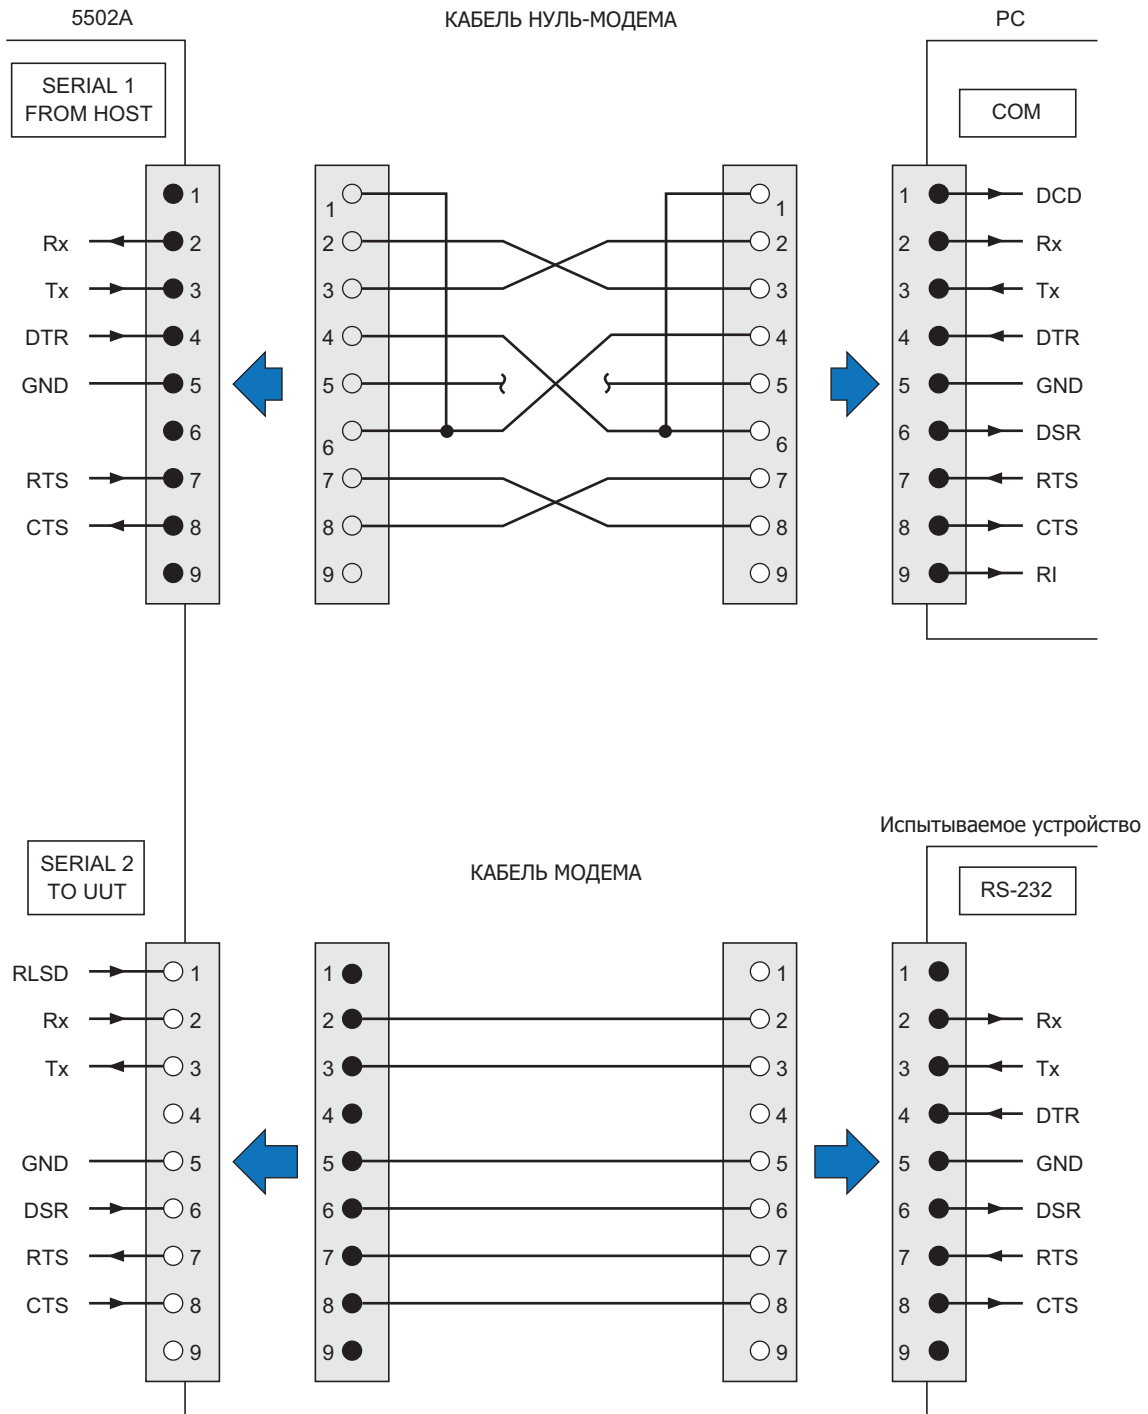 5502A
КАБЕЛЬ НУЛЬ-МОДЕМА
PC
SERIAL 1
FROM HOST
COM
1 1 1 1 DCD
Rx 2 2 2 2 Rx
Tx 3 3 3 3 Tx
DTR 4 4 4 4 DTR
GND 5 5 5 5 GND
6 6 6 6 DSR
RTS 7 7 7 7 RTS
CTS 8 8 8 8 CTS
9 9 9 9 RI
Испытываемое устройство
SERIAL 2
TO UUT
КАБЕЛЬ МОДЕМА
RS-232
RLSD 1 1 1 1
Rx 2 2 2 2 Rx
Tx 3 3 3 3 Tx
4 4 4 4 DTR
GND 5 5 5 5 GND
DSR 6 6 6 6 DSR
RTS 7 7 7 7 RTS
CTS 8 8 8 8 CTS
9 9 9 9